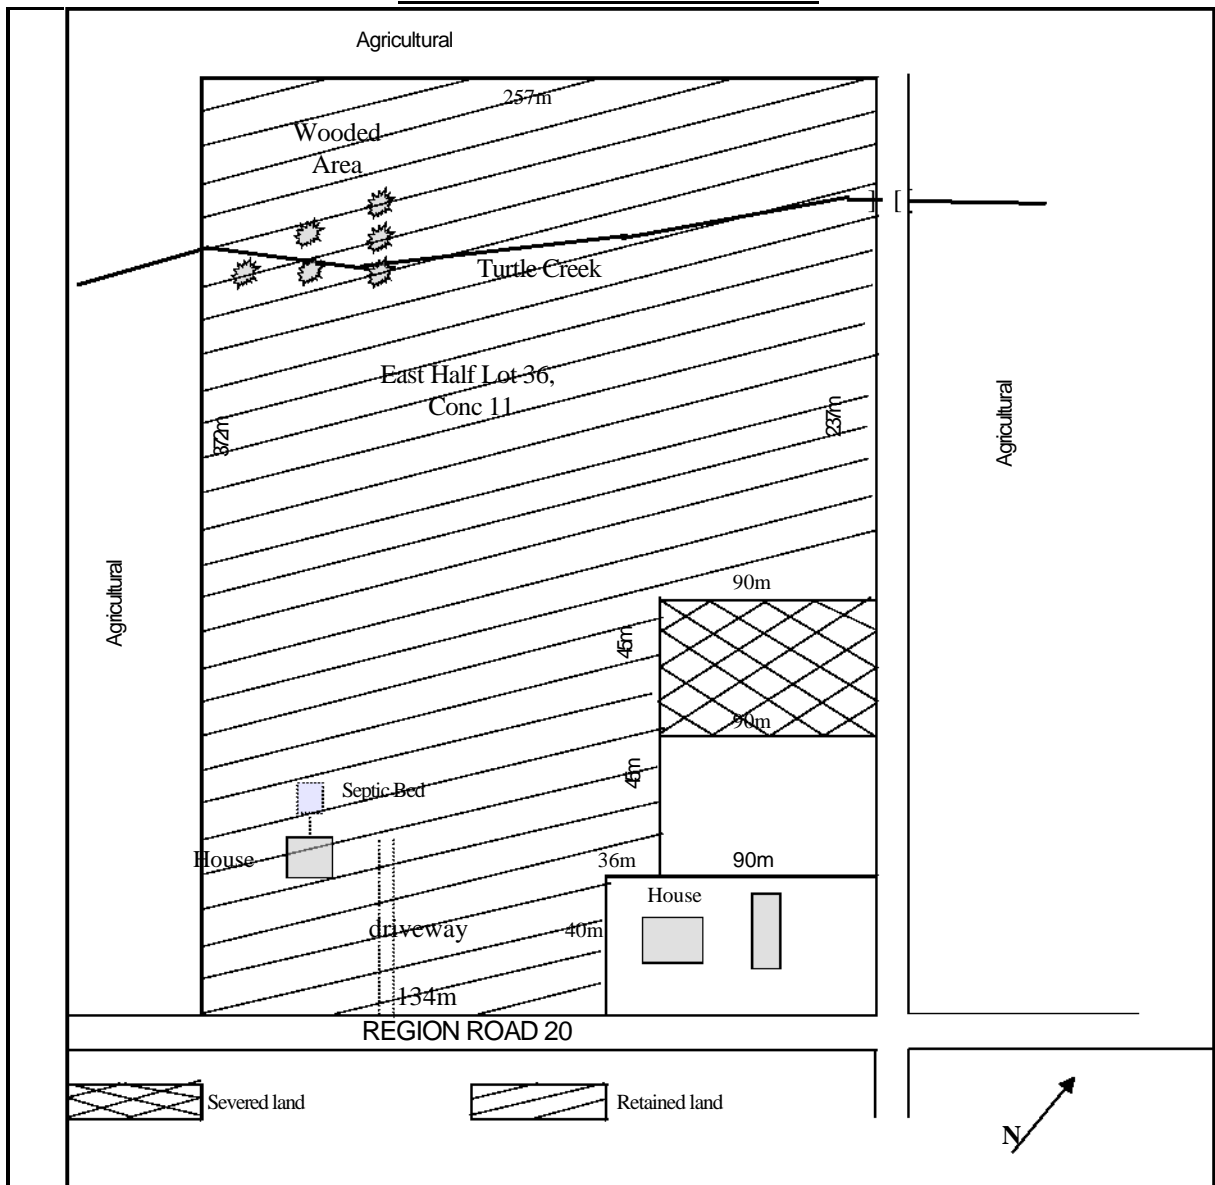 Agricultural
257m
Wooded
Area
] [
Turtle Creek
East Half Lot 36,
Conc 11
372m
237m
Agricultural
Agricultural
90m
45m
90m
45m
Septic Bed
House
36m
90m
House
driveway
40m
134m
REGION ROAD 20
Severed land
Retained land
N